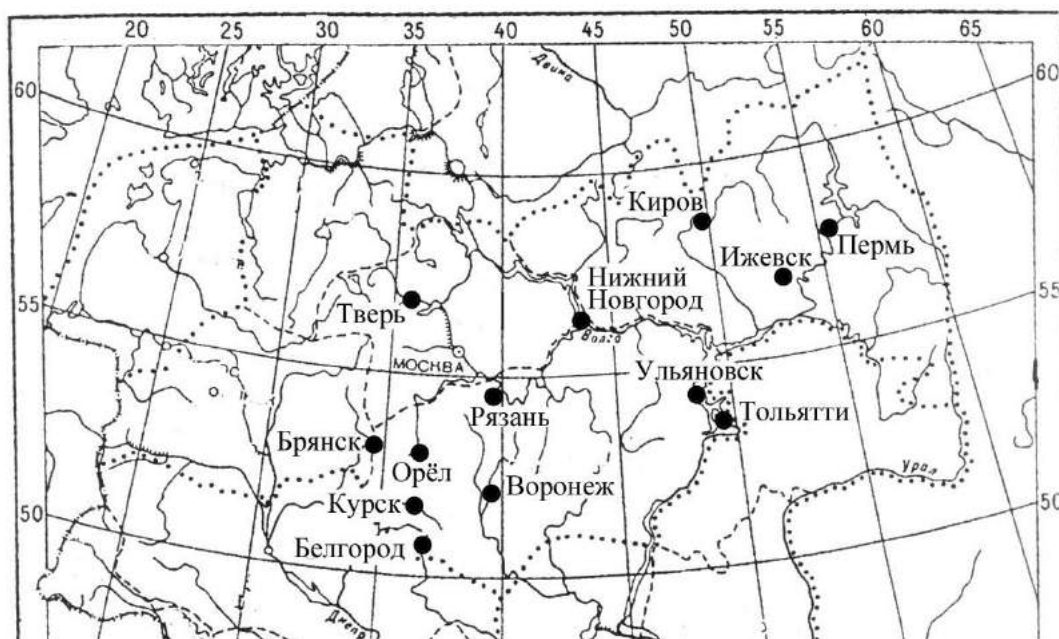 20 25 30 35 40 45 50 55 60 65
Двина
60 60
Киров
Пермь
Ижевск
Нижний
Новгород
Тверь
Волга
55 55
МОСКВА
Ульяновск
Рязань
Тольятти
Брянск
Орёл
Урал
Курск
Воронеж
50 50
Белгород
Днепр